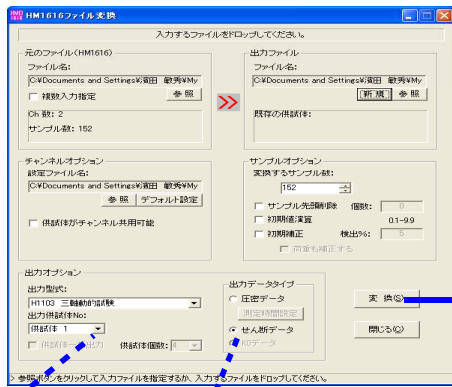 HM1616ファイル変換
入力するファイルをドロップしてください。
元のファイル(HM1616)
ファイル名:
C:¥Documents and Settings¥濱田 敏秀¥My
複数入力指定
参 照
Ch 数: 2
サンプル数: 152
出力ファイル
ファイル名:
C:¥Documents and Settings¥濱田 敏秀¥My
新 規
参 照
既存の供試体:
チャンネルオプション
設定ファイル名:
C:¥Documents and Settings¥濱田 敏秀¥My
参 照
デフォルト設定
供試体がチャンネル共用可能
サンプルオプション
変換するサンプル数:
152
サンプル先頭削除 個数: 0
初期値演算 0.1-9.9
初期補正 検出%: 5
荷重も補正する
出力オプション
出力型式:
H1103 三軸動的試験
出力供試体No:
供試体 1
供試体個数: 4
出力データタイプ
圧密データ
測定時間設定
せん断データ
K0データ
変 換(S)
閉じる(C)
> 参照ボタンをクリックして入力ファイルを指定するか、入力するファイルをドロップしてください。